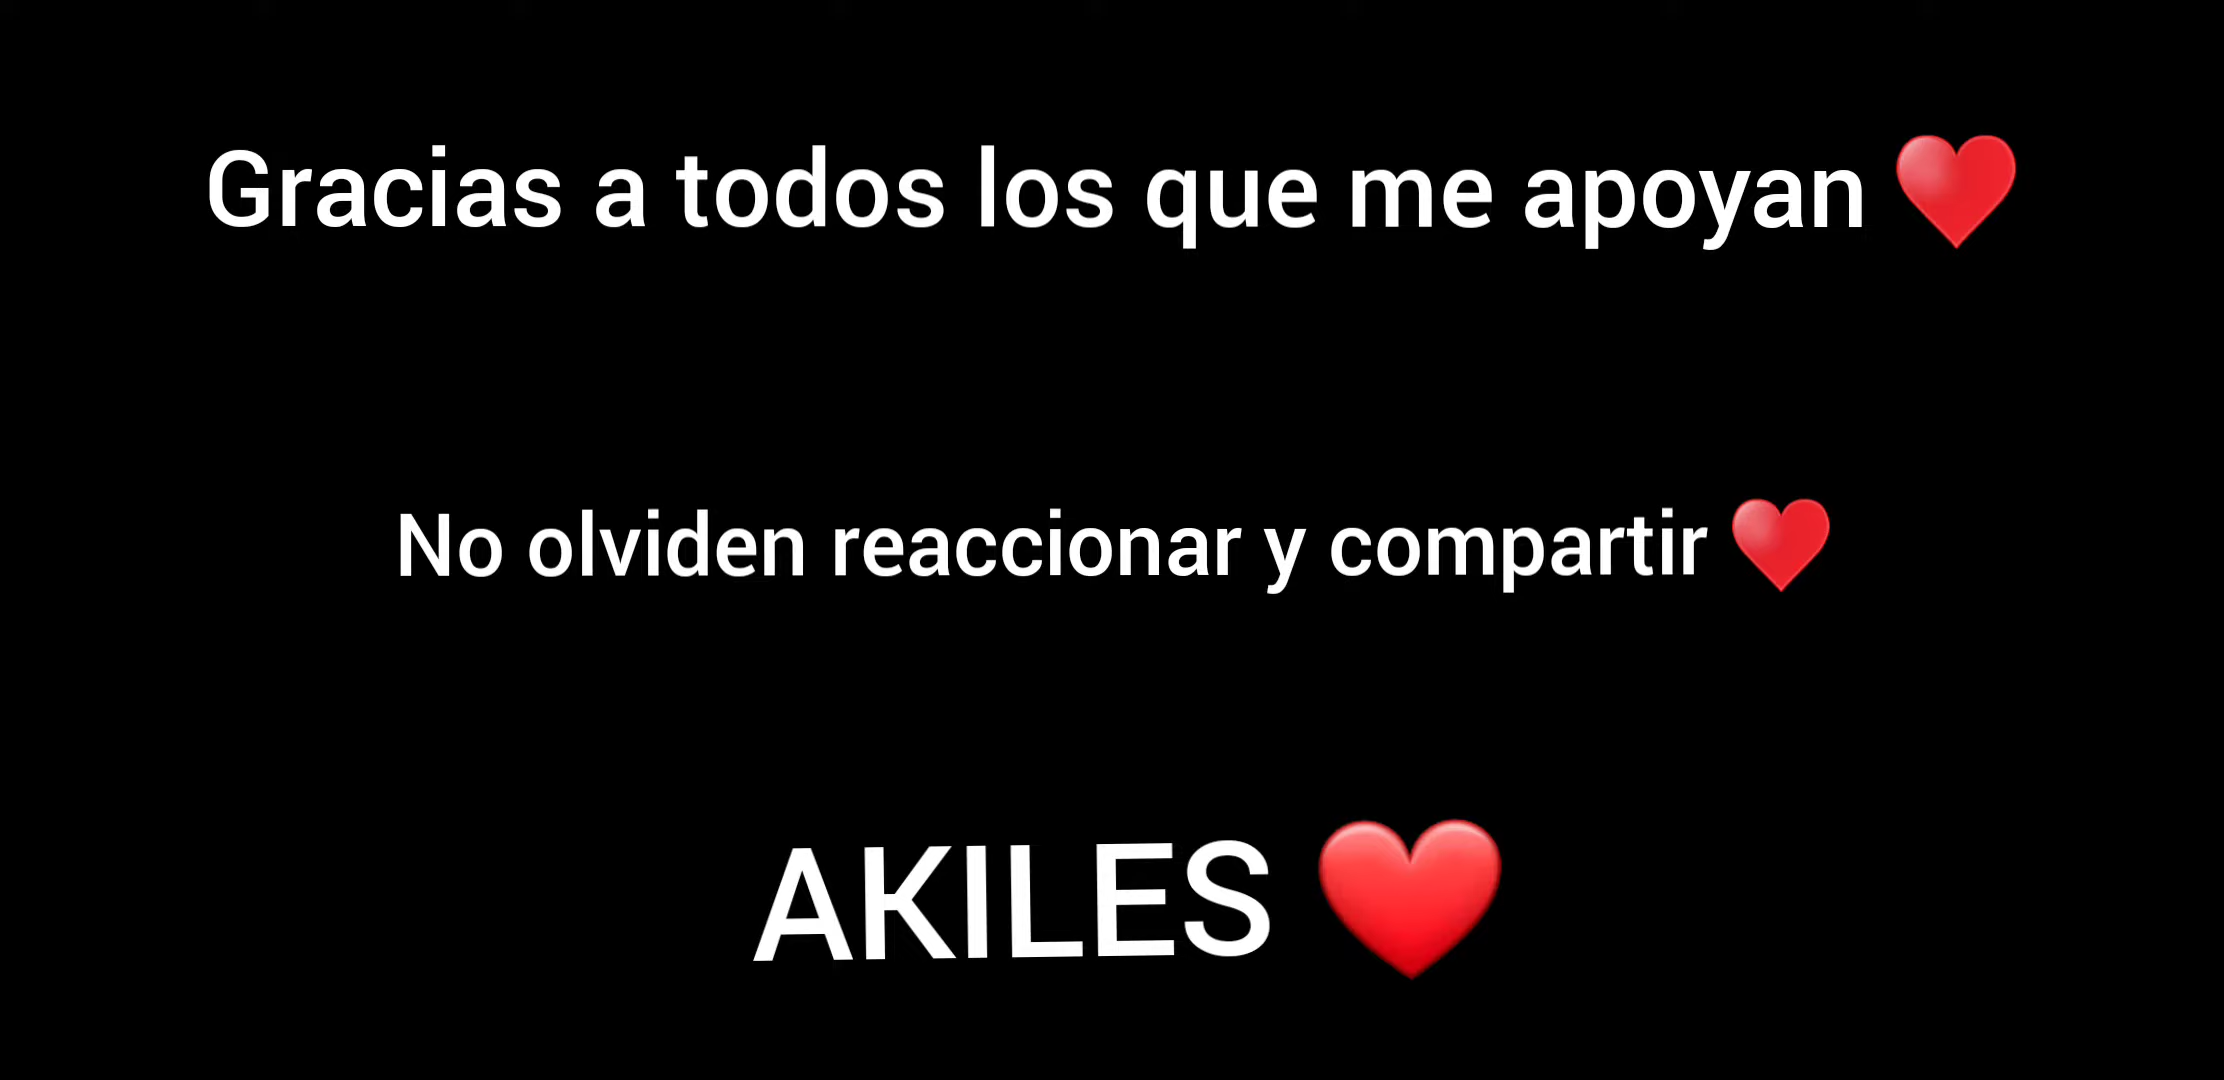 Gracias a todos los que me apoyan ♥️
No olviden reaccionar y compartir ♥️
AKILES ❤️